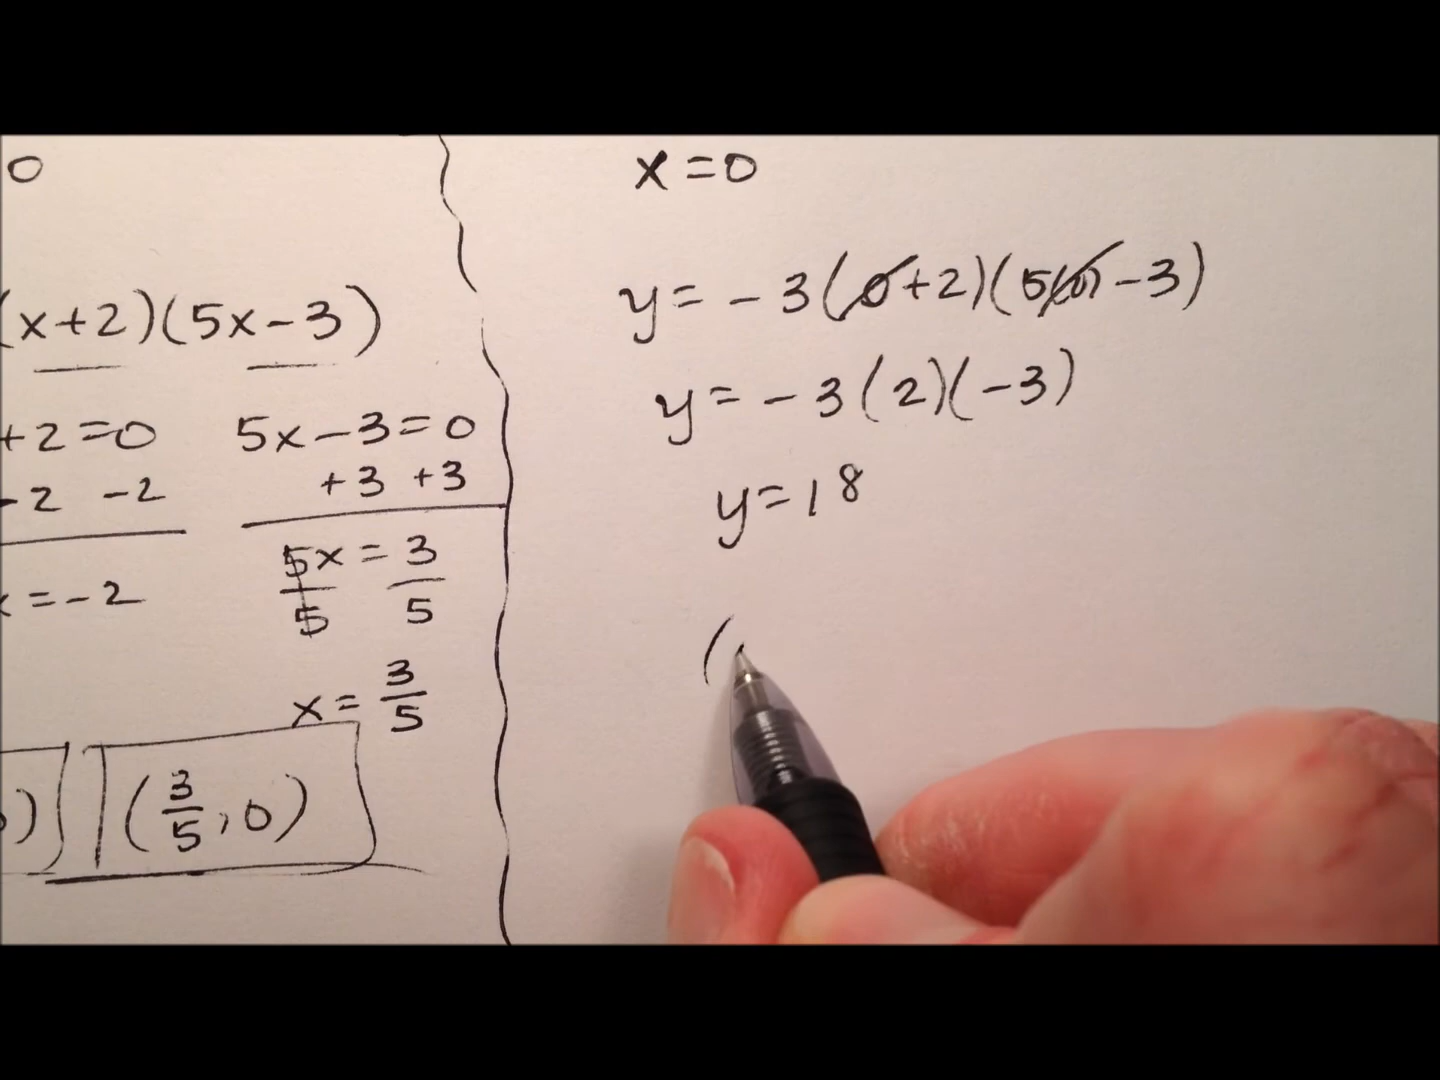 0
(x+2)(5x-3)
+2=0 5x-3=0
-2 -2 +3 +3
x=-2 5x/5 = 3/5
x = 3/5
) (3/5, 0)
x=0
y=-3(0+2)(5(0)-3)
y=-3(2)(-3)
y=18
(